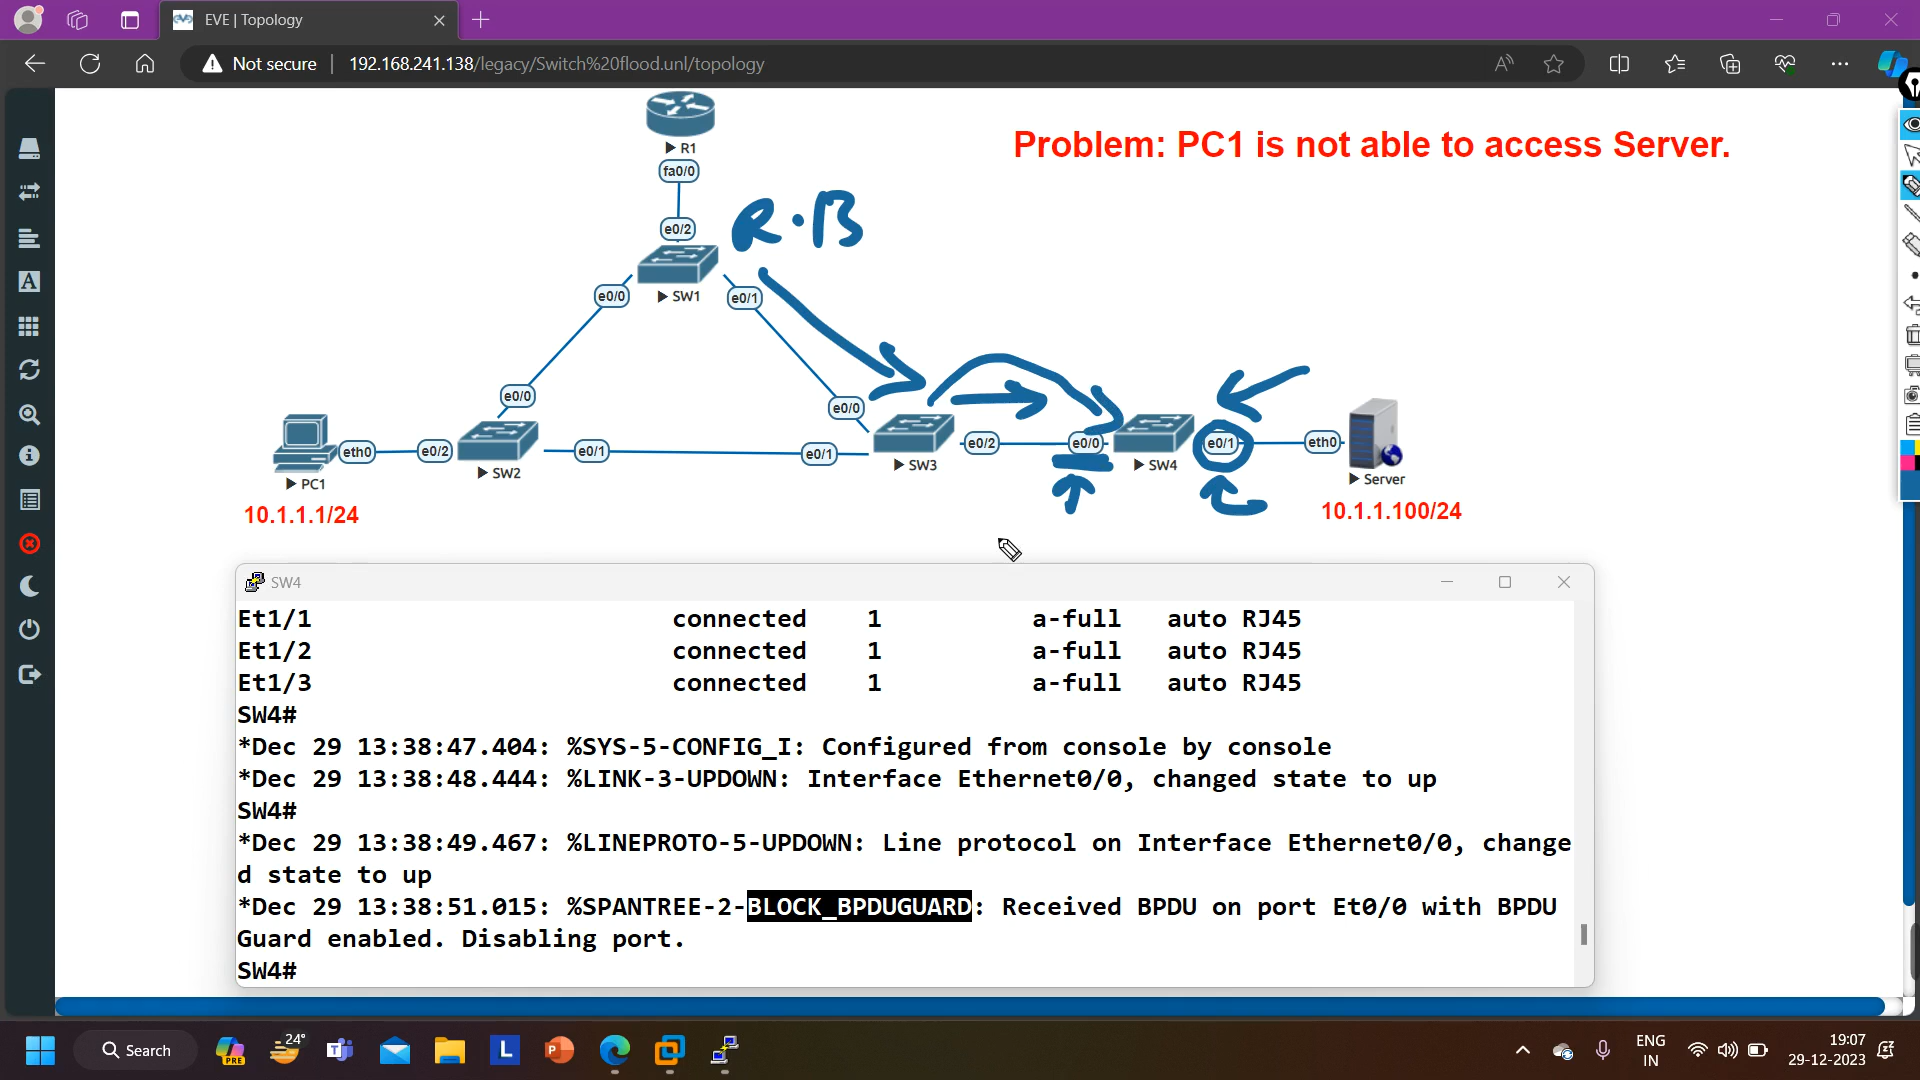 EVE | Topology
Not secure
192.168.241.138/legacy/Switch%20flood.unl/topology
Problem: PC1 is not able to access Server.
R1
fa0/0
R.B
e0/2
SW1
e0/0
e0/1
e0/0
e0/0
PC1
eth0
e0/2
SW2
e0/1
e0/1
SW3
e0/2
e0/0
SW4
e0/1
eth0
Server
10.1.1.1/24
10.1.1.100/24
SW4
Et1/1 connected 1 a-full auto RJ45
Et1/2 connected 1 a-full auto RJ45
Et1/3 connected 1 a-full auto RJ45
SW4#
*Dec 29 13:38:47.404: %SYS-5-CONFIG_I: Configured from console by console
*Dec 29 13:38:48.444: %LINK-3-UPDOWN: Interface Ethernet0/0, changed state to up
SW4#
*Dec 29 13:38:49.467: %LINEPROTO-5-UPDOWN: Line protocol on Interface Ethernet0/0, change
d state to up
*Dec 29 13:38:51.015: %SPANTREE-2-BLOCK_BPDUGUARD: Received BPDU on port Et0/0 with BPDU
Guard enabled. Disabling port.
SW4#
Search
PRE
24°
ENG
IN
19:07
29-12-2023